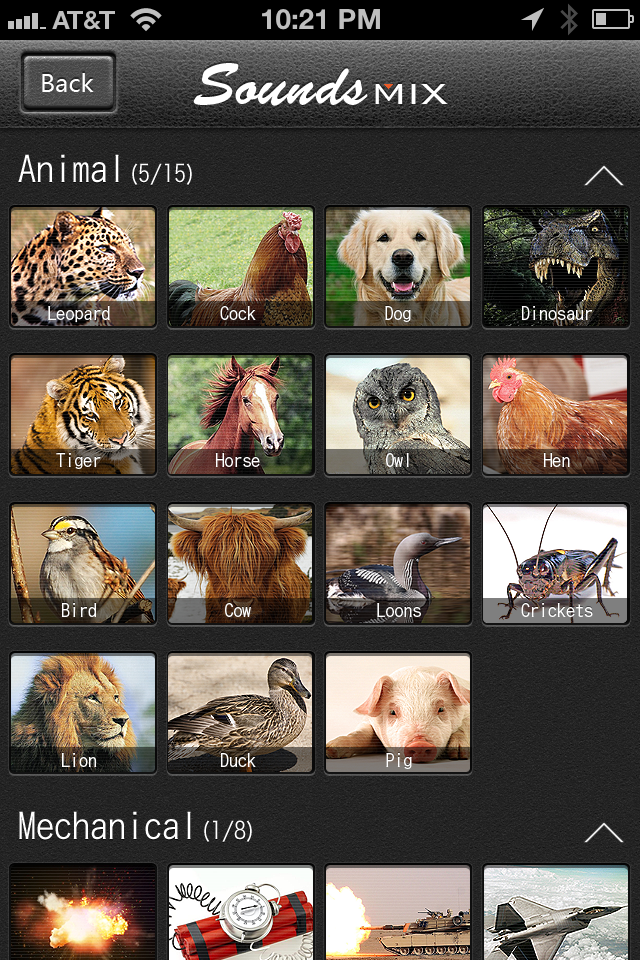 AT&T 10:21 PM
Back
Sounds MIX
Animal (5/15)
Leopard Cock Dog Dinosaur
Tiger Horse Owl Hen
Bird Cow Loons Crickets
Lion Duck Pig
Mechanical (1/8)